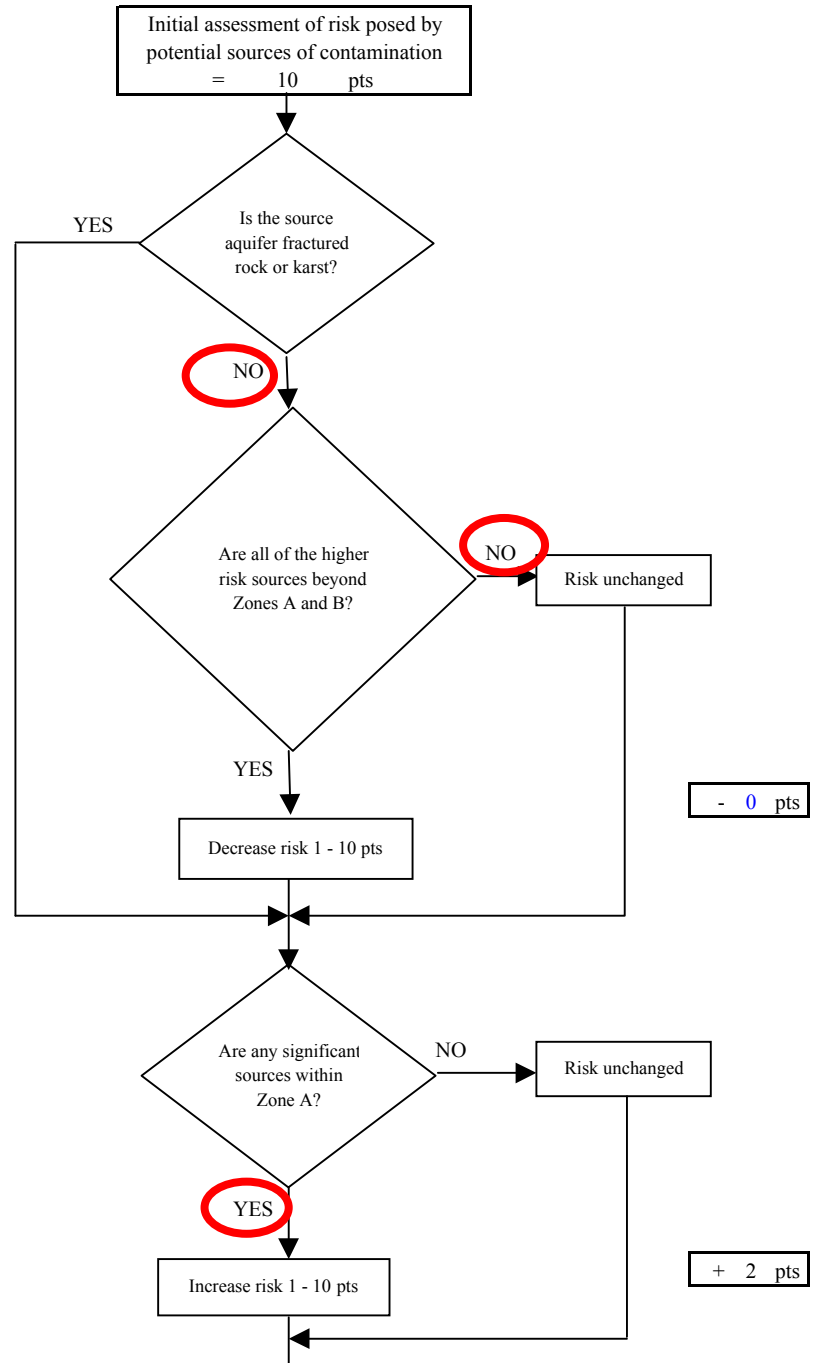 Initial assessment of risk posed by
potential sources of contamination
= 10 pts
YES
Is the source
aquifer fractured
rock or karst?
NO
Are all of the higher
risk sources beyond
Zones A and B?
NO
Risk unchanged
YES
- 0 pts
Decrease risk 1 - 10 pts
Are any significant
sources within
Zone A?
NO
Risk unchanged
YES
+ 2 pts
Increase risk 1 - 10 pts